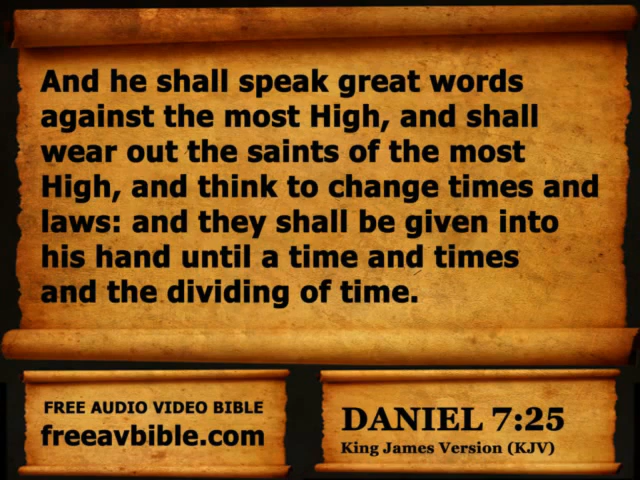 And he shall speak great words
against the most High, and shall
wear out the saints of the most
High, and think to change times and
laws: and they shall be given into
his hand until a time and times
and the dividing of time.
FREE AUDIO VIDEO BIBLE
freeavbible.com
DANIEL 7:25
King James Version (KJV)